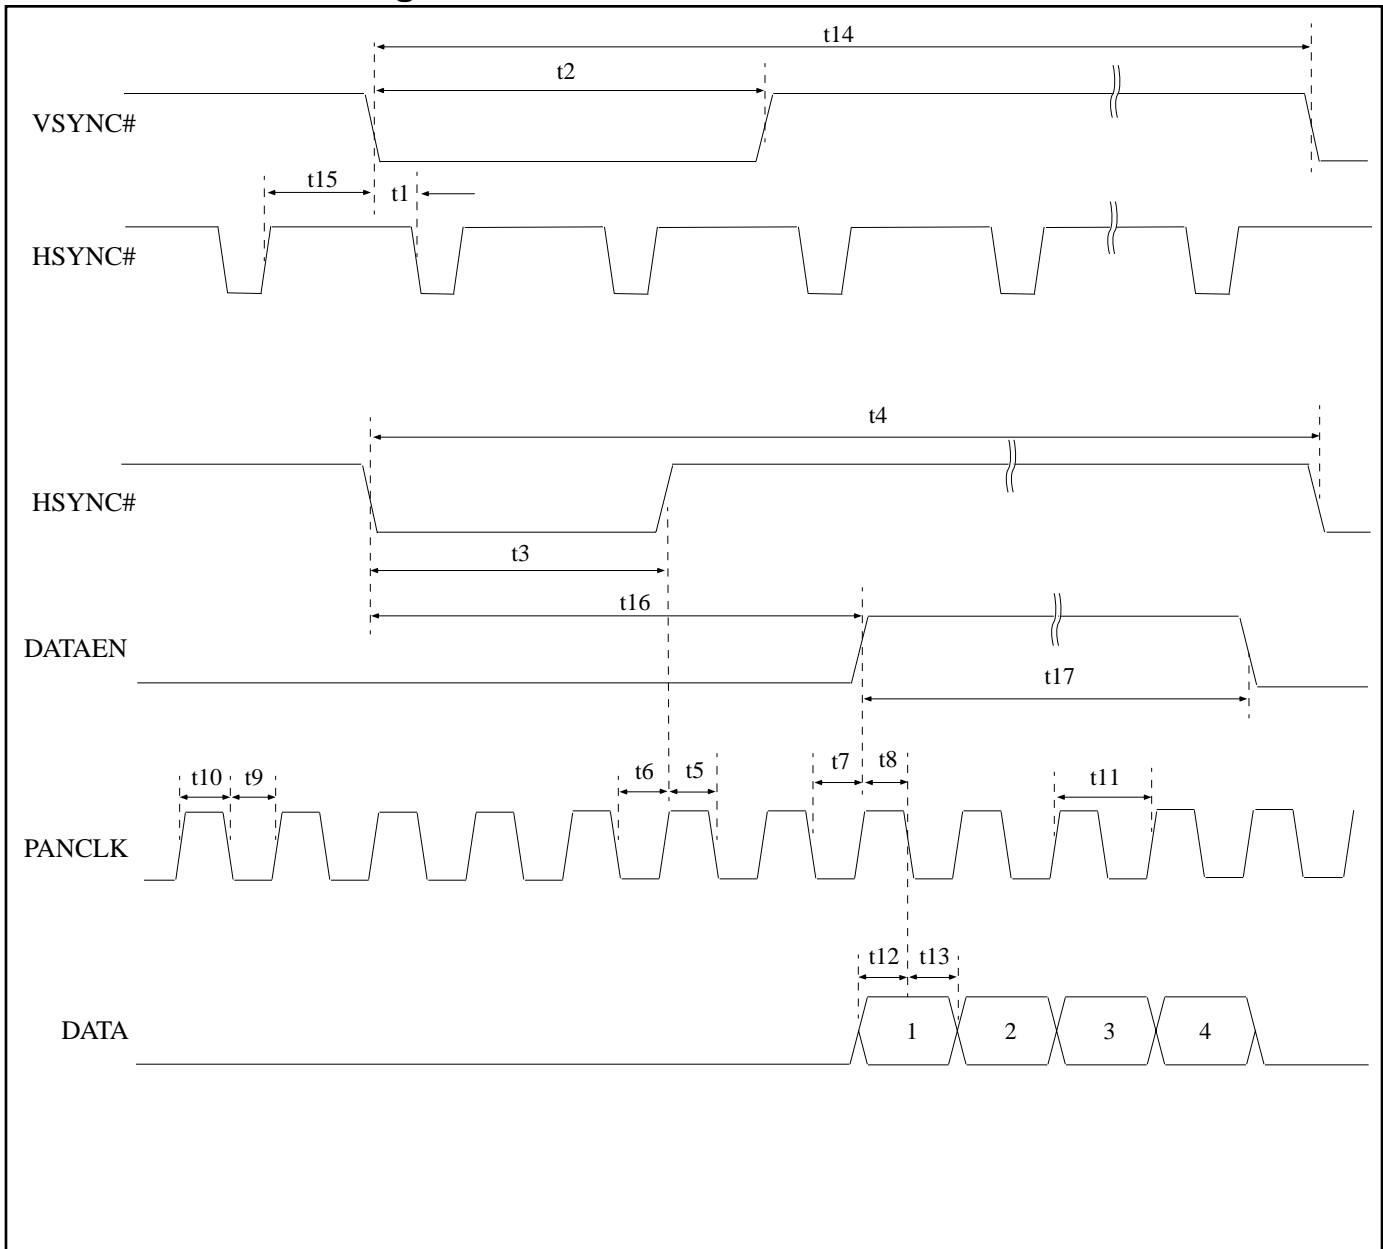 t14
t2
VSYNC#
t15
t1
HSYNC#
t4
HSYNC#
t3
t16
DATAEN
t17
t10 t9 t6 t5 t7 t8 t11
PANCLK
t12 t13
DATA 1 2 3 4